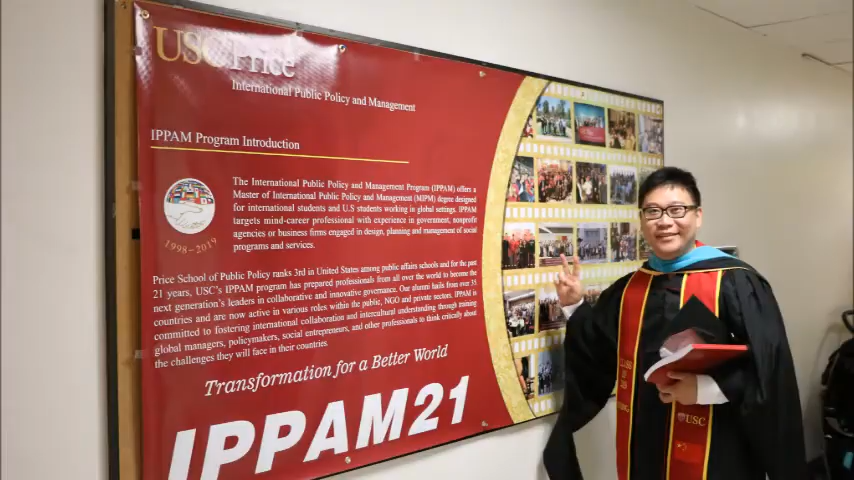 USC Price
International Public Policy and Management
IPPAM Program Introduction
The International Public Policy and Management Program (IPPAM) offers a
Master of International Public Policy and Management (MIPM) degree designed
for international students and U.S students working in global settings. IPPAM
targets mind-career professional with experience in government, nonprofit
agencies or business firms engaged in design, planning and management of social
programs and services.
1998-2019
Price School of Public Policy ranks 3rd in United States among public affairs schools and for the past
21 years, USC's IPPAM program has prepared professionals from all over the world to become the
next generation's leaders in collaborative and innovative governance. Our alumni hails from over 35
countries and are now active in various roles within the public, NGO and private sectors. IPPAM is
committed to fostering international collaboration and intercultural understanding through training
global managers, policymakers, social entrepreneurs, and other professionals to think critically about
the challenges they will face in their countries.
Transformation for a Better World
IPPAM21
CLASS
OF
USC